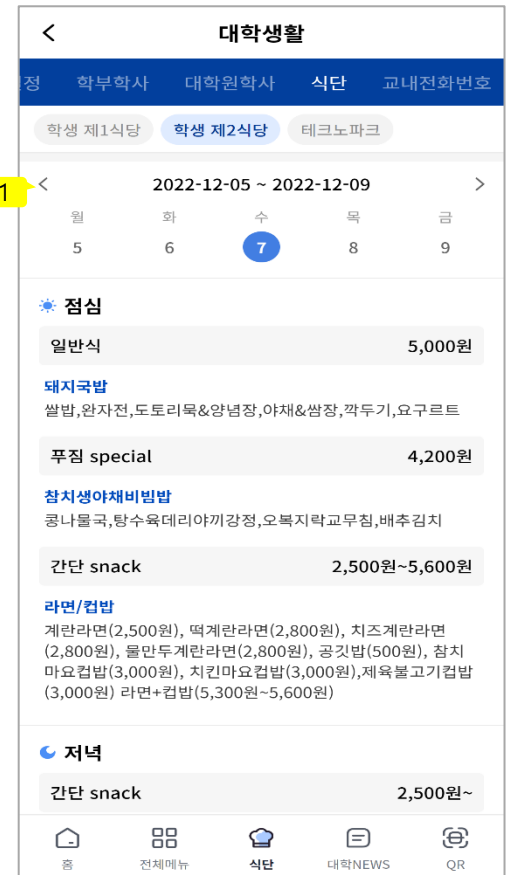 대학생활
정 학부학사 대학원학사 식단 교내전화번호
학생 제1식당 학생 제2식당 테크노파크
1
2022-12-05 ~ 2022-12-09
월 화 수 목 금
5 6 7 8 9
점심
일반식 5,000원
돼지국밥
쌀밥,완자전,도토리묵&양념장,야채&쌈장,깍두기,요구르트
푸짐 special 4,200원
참치생야채비빔밥
콩나물국,탕수육데리야끼강정,오복지락교무침,배추김치
간단 snack 2,500원~5,600원
라면/컵밥
계란라면(2,500원), 떡계란라면(2,800원), 치즈계란라면
(2,800원), 물만두계란라면(2,800원), 공깃밥(500원), 참치
마요컵밥(3,000원), 치킨마요컵밥(3,000원),제육불고기컵밥
(3,000원) 라면+컵밥(5,300원~5,600원)
저녁
간단 snack 2,500원~
홈 전체메뉴 식단 대학NEWS QR